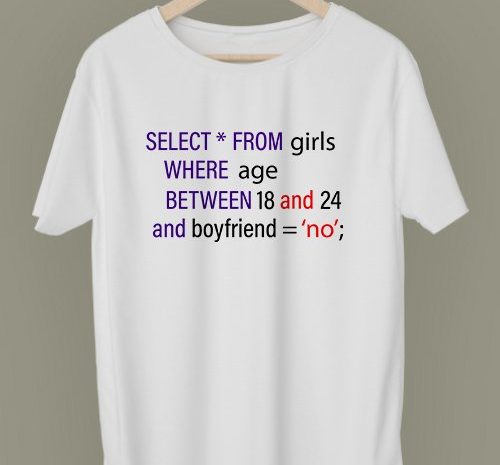 SELECT * FROM girls
WHERE age
BETWEEN 18 and 24
and boyfriend = 'no';